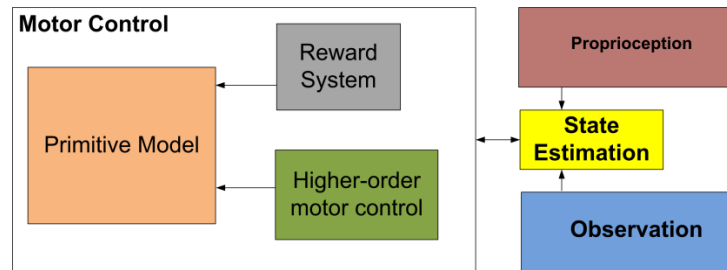 Motor Control
Reward
System
Primitive Model
Higher-order
motor control
Proprioception
State
Estimation
Observation